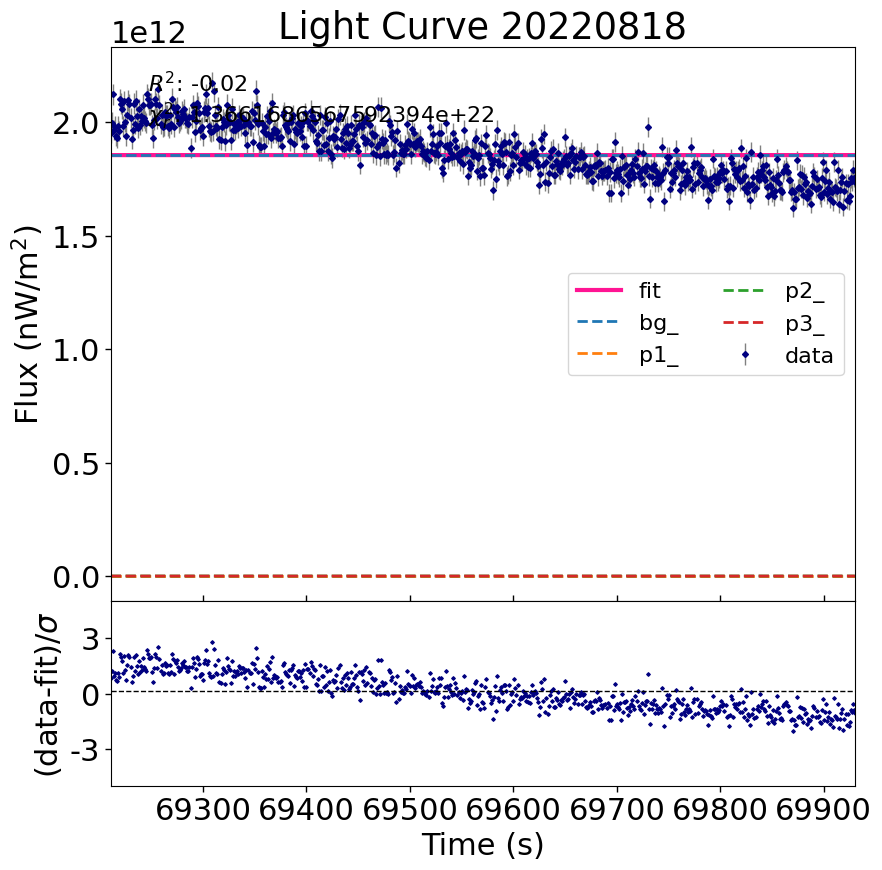 Light Curve 20220818
1e12
R²: -0.02
2.0
1.5
1.0
0.5
0.0
Flux (nW/m²)
fit
bg_
p1_
p2_
p3_
data
3
0
-3
(data-fit)/σ
69300 69400 69500 69600 69700 69800 69900
Time (s)